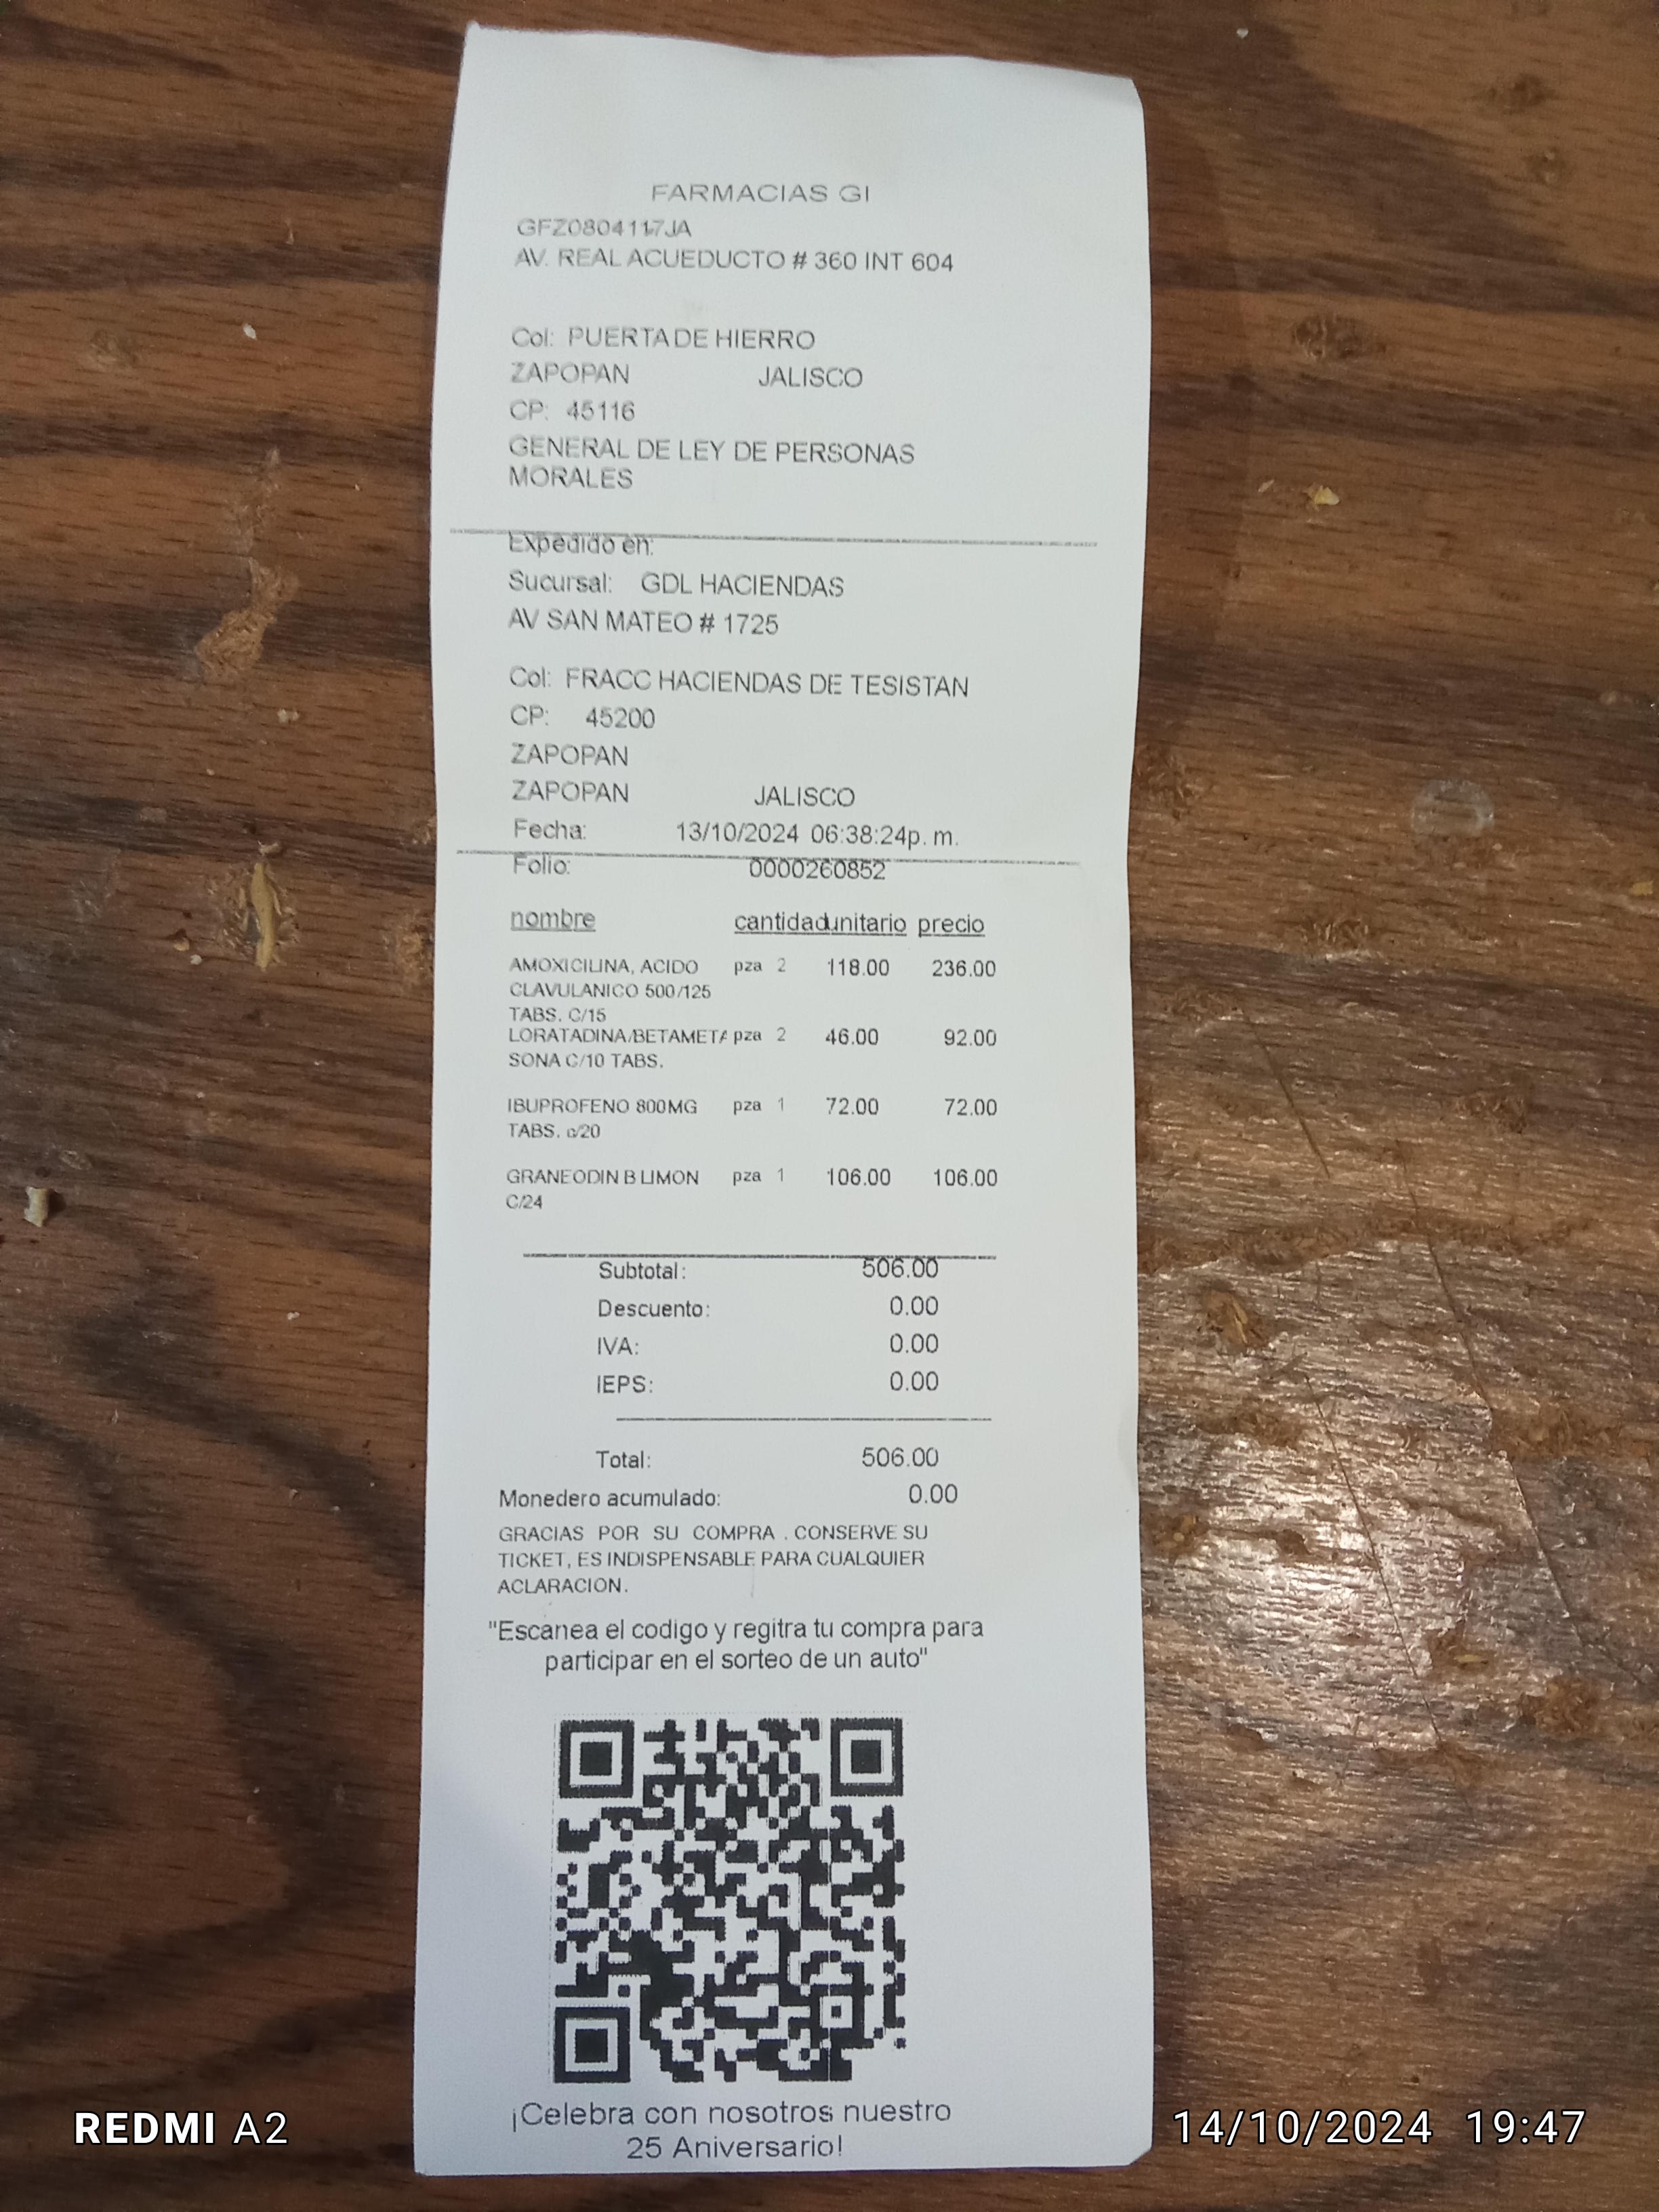 FARMACIAS GI
GFZ0804117JA
AV. REAL ACUEDUCTO # 360 INT 604
Col: PUERTA DE HIERRO
ZAPOPAN JALISCO
CP: 45116
GENERAL DE LEY DE PERSONAS
MORALES
Expedido en:
Sucursal: GDL HACIENDAS
AV SAN MATEO # 1725
Col: FRACC HACIENDAS DE TESISTAN
CP: 45200
ZAPOPAN
ZAPOPAN JALISCO
Fecha: 13/10/2024 06:38:24p. m.
Folio: 0000260852
nombre cantidad unitario precio
AMOXICILINA, ACIDO pza 2 118.00 236.00
CLAVULANICO 500/125
TABS. C/15
LORATADINA/BETAMETA pza 2 46.00 92.00
SONA C/10 TABS.
IBUPROFENO 800MG pza 1 72.00 72.00
TABS. c/20
GRANEODIN B LIMON pza 1 106.00 106.00
C/24
Subtotal: 506.00
Descuento: 0.00
IVA: 0.00
IEPS: 0.00
Total: 506.00
Monedero acumulado: 0.00
GRACIAS POR SU COMPRA . CONSERVE SU
TICKET, ES INDISPENSABLE PARA CUALQUIER
ACLARACION.
"Escanea el codigo y regitra tu compra para
participar en el sorteo de un auto"
¡Celebra con nosotros nuestro
25 Aniversario!
REDMI A2 14/10/2024 19:47